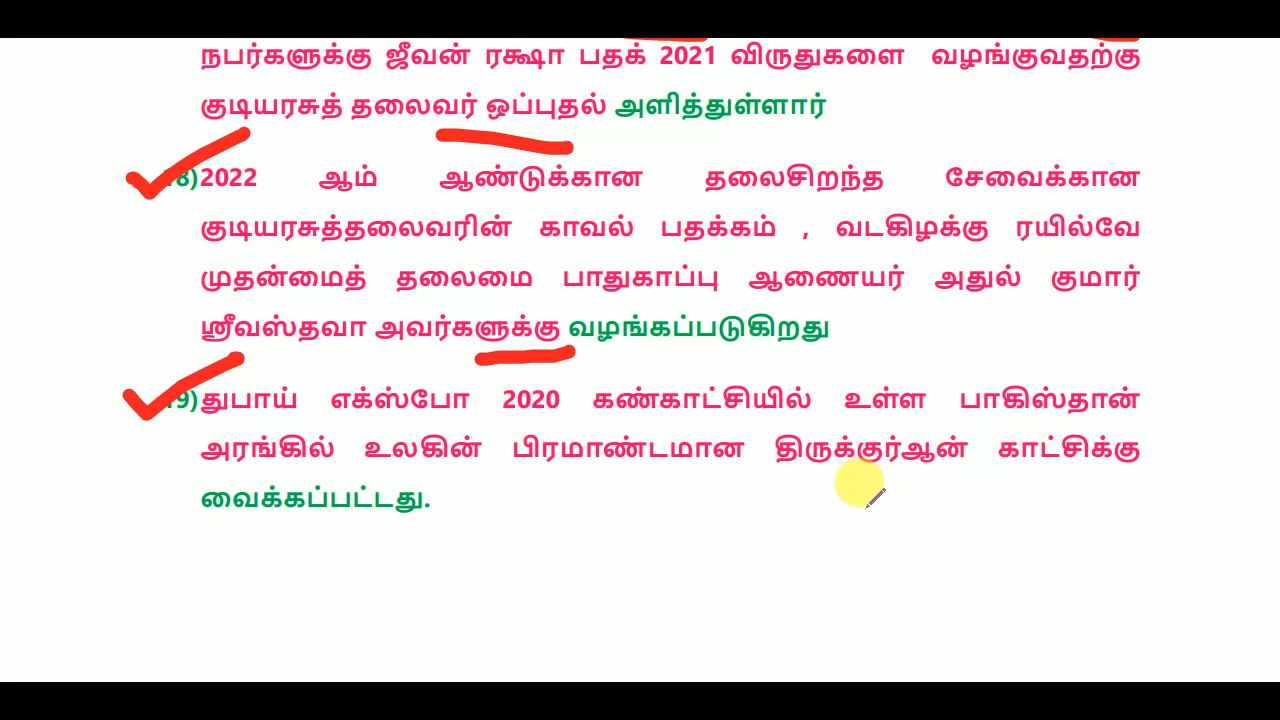 நபர்களுக்கு ஜீவன் ரக்ஷா பதக் 2021 விருதுகளை வழங்குவதற்கு
குடியரசுத் தலைவர் ஒப்புதல் அளித்துள்ளார்
18)2022 ஆம் ஆண்டுக்கான தலைசிறந்த சேவைக்கான
குடியரசுத்தலைவரின் காவல் பதக்கம் , வடகிழக்கு ரயில்வே
முதன்மைத் தலைமை பாதுகாப்பு ஆணையர் அதுல் குமார்
ஸ்ரீவஸ்தவா அவர்களுக்கு வழங்கப்படுகிறது
19)துபாய் எக்ஸ்போ 2020 கண்காட்சியில் உள்ள பாகிஸ்தான்
அரங்கில் உலகின் பிரமாண்டமான திருக்குர்ஆன் காட்சிக்கு
வைக்கப்பட்டது.